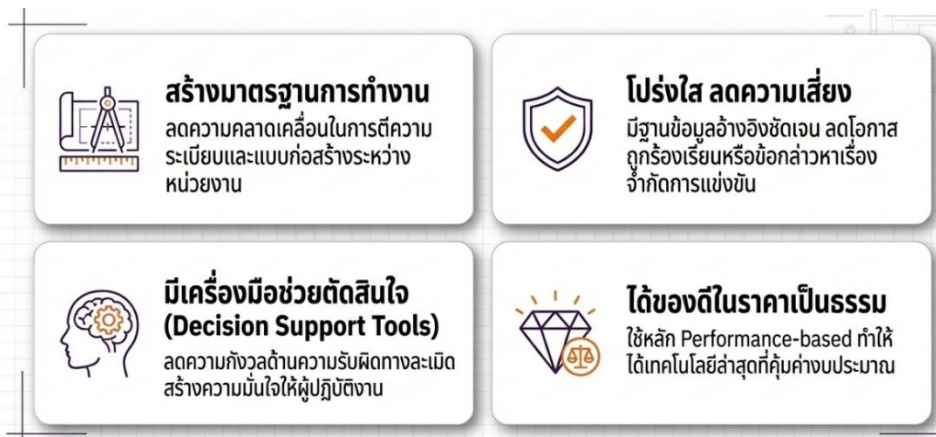 สร้างมาตรฐานการทำงาน
ลดความคลาดเคลื่อนในการตีความ
ระเบียบและแบบก่อสร้างระหว่าง
หน่วยงาน
โปร่งใส ลดความเสี่ยง
มีฐานข้อมูลอ้างอิงชัดเจน ลดโอกาส
ถูกร้องเรียนหรือข้อกล่าวหาเรื่อง
จำกัดการแข่งขัน
มีเครื่องมือช่วยตัดสินใจ
(Decision Support Tools)
ลดความกังวลด้านความรับผิดทางละเมิด
สร้างความมั่นใจให้ผู้ปฏิบัติงาน
ได้ของดีในราคาเป็นธรรม
ใช้หลัก Performance-based ทำให้
ได้เทคโนโลยีล่าสุดที่คุ้มค่างบประมาณ